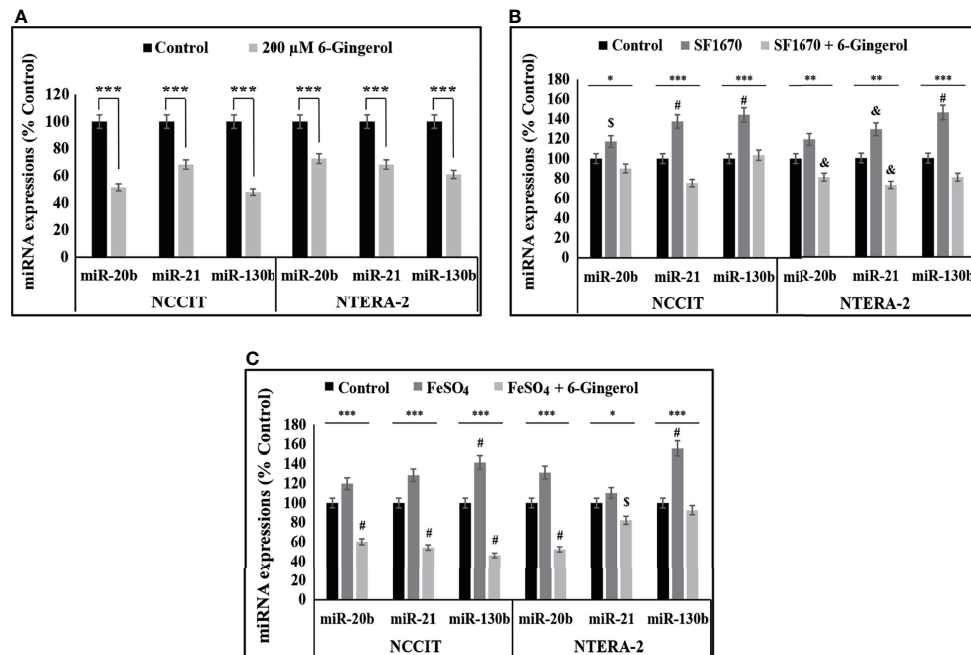 A
Control 200 µM 6-Gingerol
miRNA expressions (% Control)
120
100
80
60
40
20
0
*** *** *** *** *** ***
miR-20b miR-21 miR-130b miR-20b miR-21 miR-130b
NCCIT NTERA-2
B
Control SF1670 SF1670 + 6-Gingerol
miRNA expressions (% Control)
180
160
140
120
100
80
60
40
20
0
* *** *** ** ** ***
$ # # & & & #
miR-20b miR-21 miR-130b miR-20b miR-21 miR-130b
NCCIT NTERA-2
C
Control FeSO₄ FeSO₄ + 6-Gingerol
miRNA expressions (% Control)
180
160
140
120
100
80
60
40
20
0
*** *** *** *** * ***
# # # # # $ #
miR-20b miR-21 miR-130b miR-20b miR-21 miR-130b
NCCIT NTERA-2